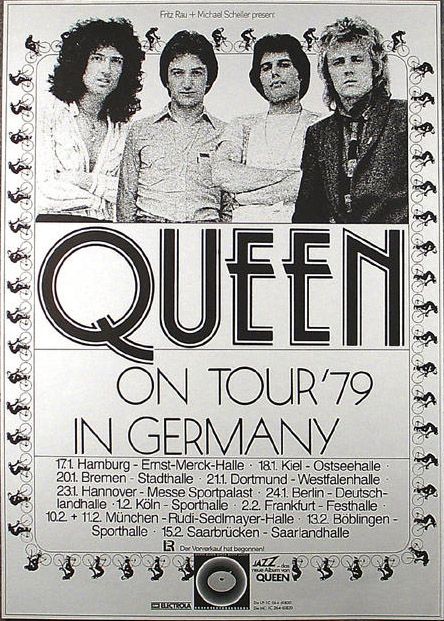 Fritz Rau + Michael Scheller present:
QUEEN
ON TOUR '79
IN GERMANY
17.1. Hamburg - Ernst-Merck-Halle · 18.1. Kiel - Ostseehalle ·
20.1. Bremen - Stadthalle · 21.1. Dortmund - Westfalenhalle ·
23.1. Hannover - Messe Sportpalast · 24.1. Berlin - Deutsch-
landhalle · 1.2. Köln - Sporthalle · 2.2. Frankfurt - Festhalle ·
10.2. + 11.2. München - Rudi-Sedlmayer-Halle · 13.2. Böblingen -
Sporthalle · 15.2. Saarbrücken - Saarlandhalle
Der Vorverkauf hat begonnen!
JAZZ, das
neue Album von
QUEEN
EMI ELECTROLA